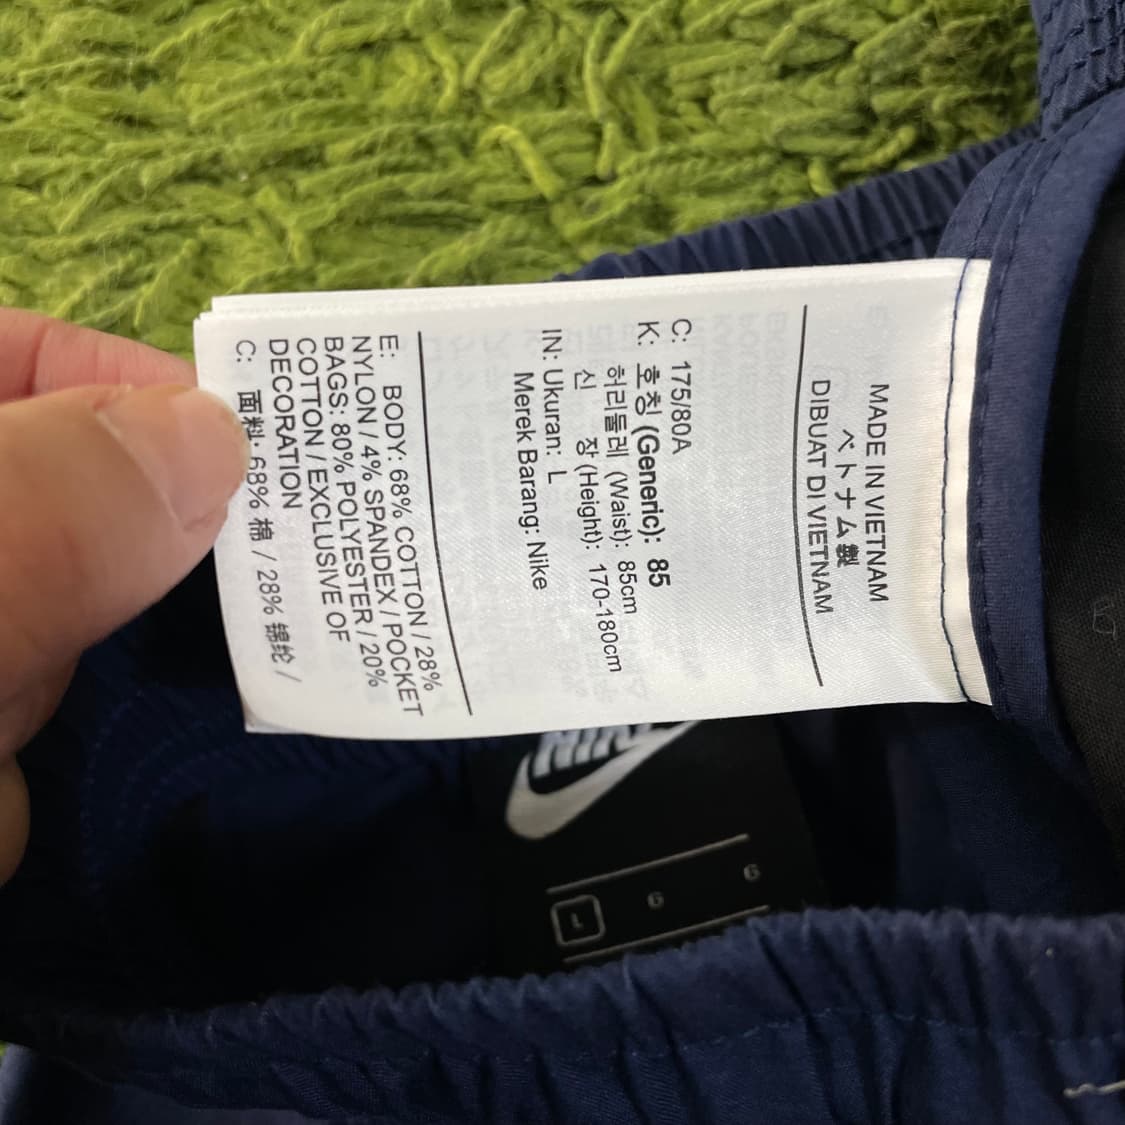 MADE IN VIETNAM
ベトナム製
DIBUAT DI VIETNAM
C: 175/80A
K: 호칭 (Generic): 85
허리둘레 (Waist): 85cm
신 장 (Height): 170-180cm
IN: Ukuran: L
Merek Barang: Nike
E: BODY: 68% COTTON / 28%
NYLON / 4% SPANDEX / POCKET
BAGS: 80% POLYESTER / 20%
COTTON / EXCLUSIVE OF
DECORATION
C: 面料: 68% 棉 / 28% 锦纶 /
NIKE
L